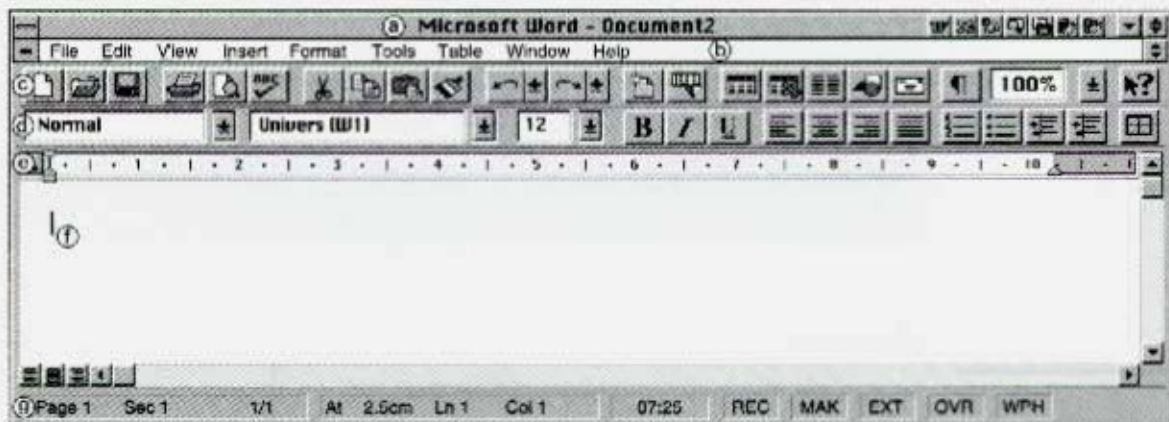 ⓐ Microsoft Word - Document2
File Edit View Insert Format Tools Table Window Help ⓑ
ⓒ ABC ¶ 100% ?
ⓓ Normal Univers (W1) 12 B I U
ⓔ 1 2 3 4 5 6 7 8 9 10 1
ⓕ
ⓖ Page 1 Sec 1 1/1 At 2.5cm Ln 1 Col 1 07:25 REC MAK EXT OVR WPH